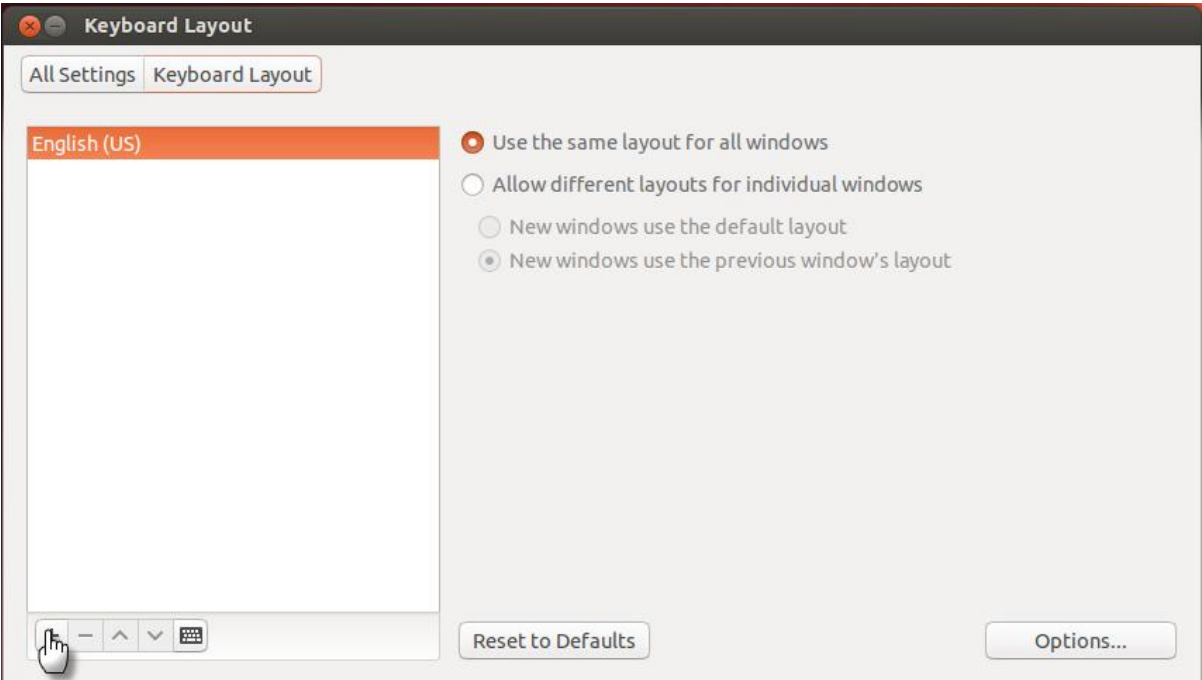 Keyboard Layout
All Settings Keyboard Layout
English (US)
Use the same layout for all windows
Allow different layouts for individual windows
New windows use the default layout
New windows use the previous window's layout
Reset to Defaults
Options...